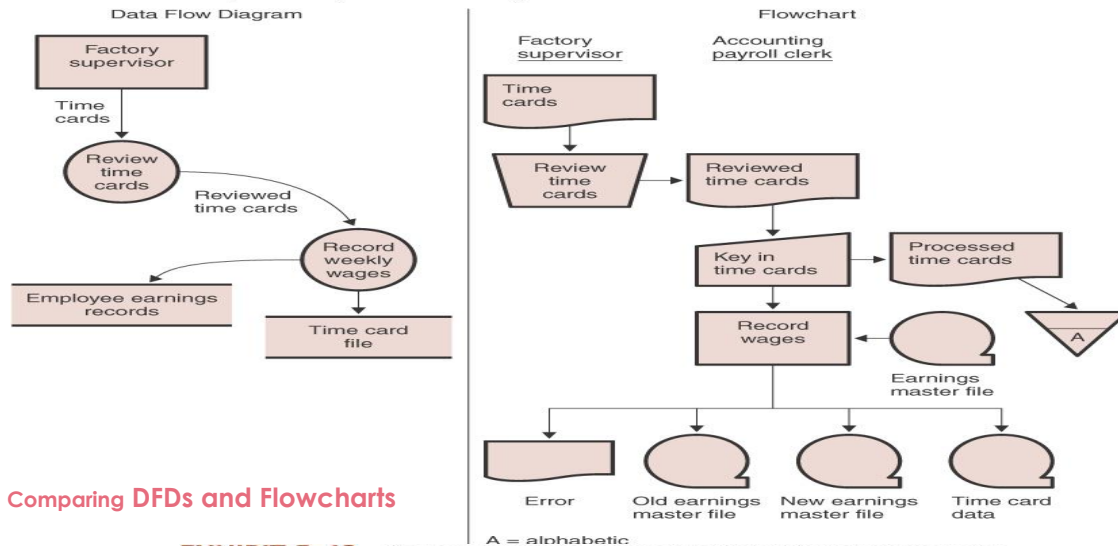 Data Flow Diagram
Factory
supervisor
Time
cards
Review
time
cards
Reviewed
time cards
Record
weekly
wages
Employee earnings
records
Time card
file
Comparing DFDs and Flowcharts
Flowchart
Factory
supervisor
Accounting
payroll clerk
Time
cards
Review
time
cards
Reviewed
time cards
Key in
time cards
Processed
time cards
A
Record
wages
Earnings
master file
Error
Old earnings
master file
New earnings
master file
Time card
data
A = alphabetic